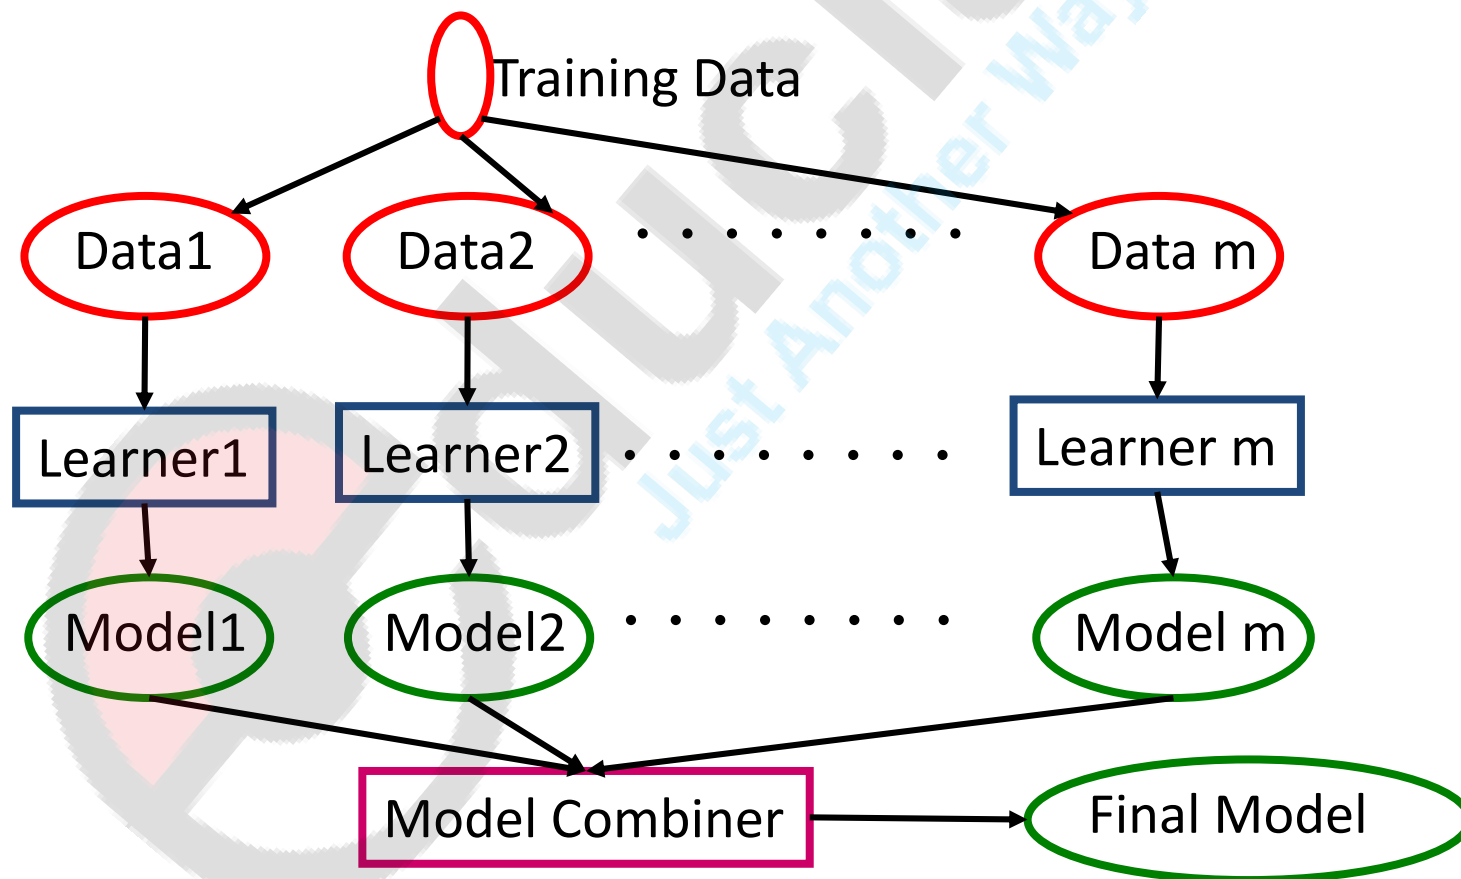 Training Data
Data1
Data2
. . . . . . . .
Data m
Learner1
Learner2
. . . . . . . .
Learner m
Model1
Model2
. . . . . . . .
Model m
Model Combiner
Final Model
Just Another Way